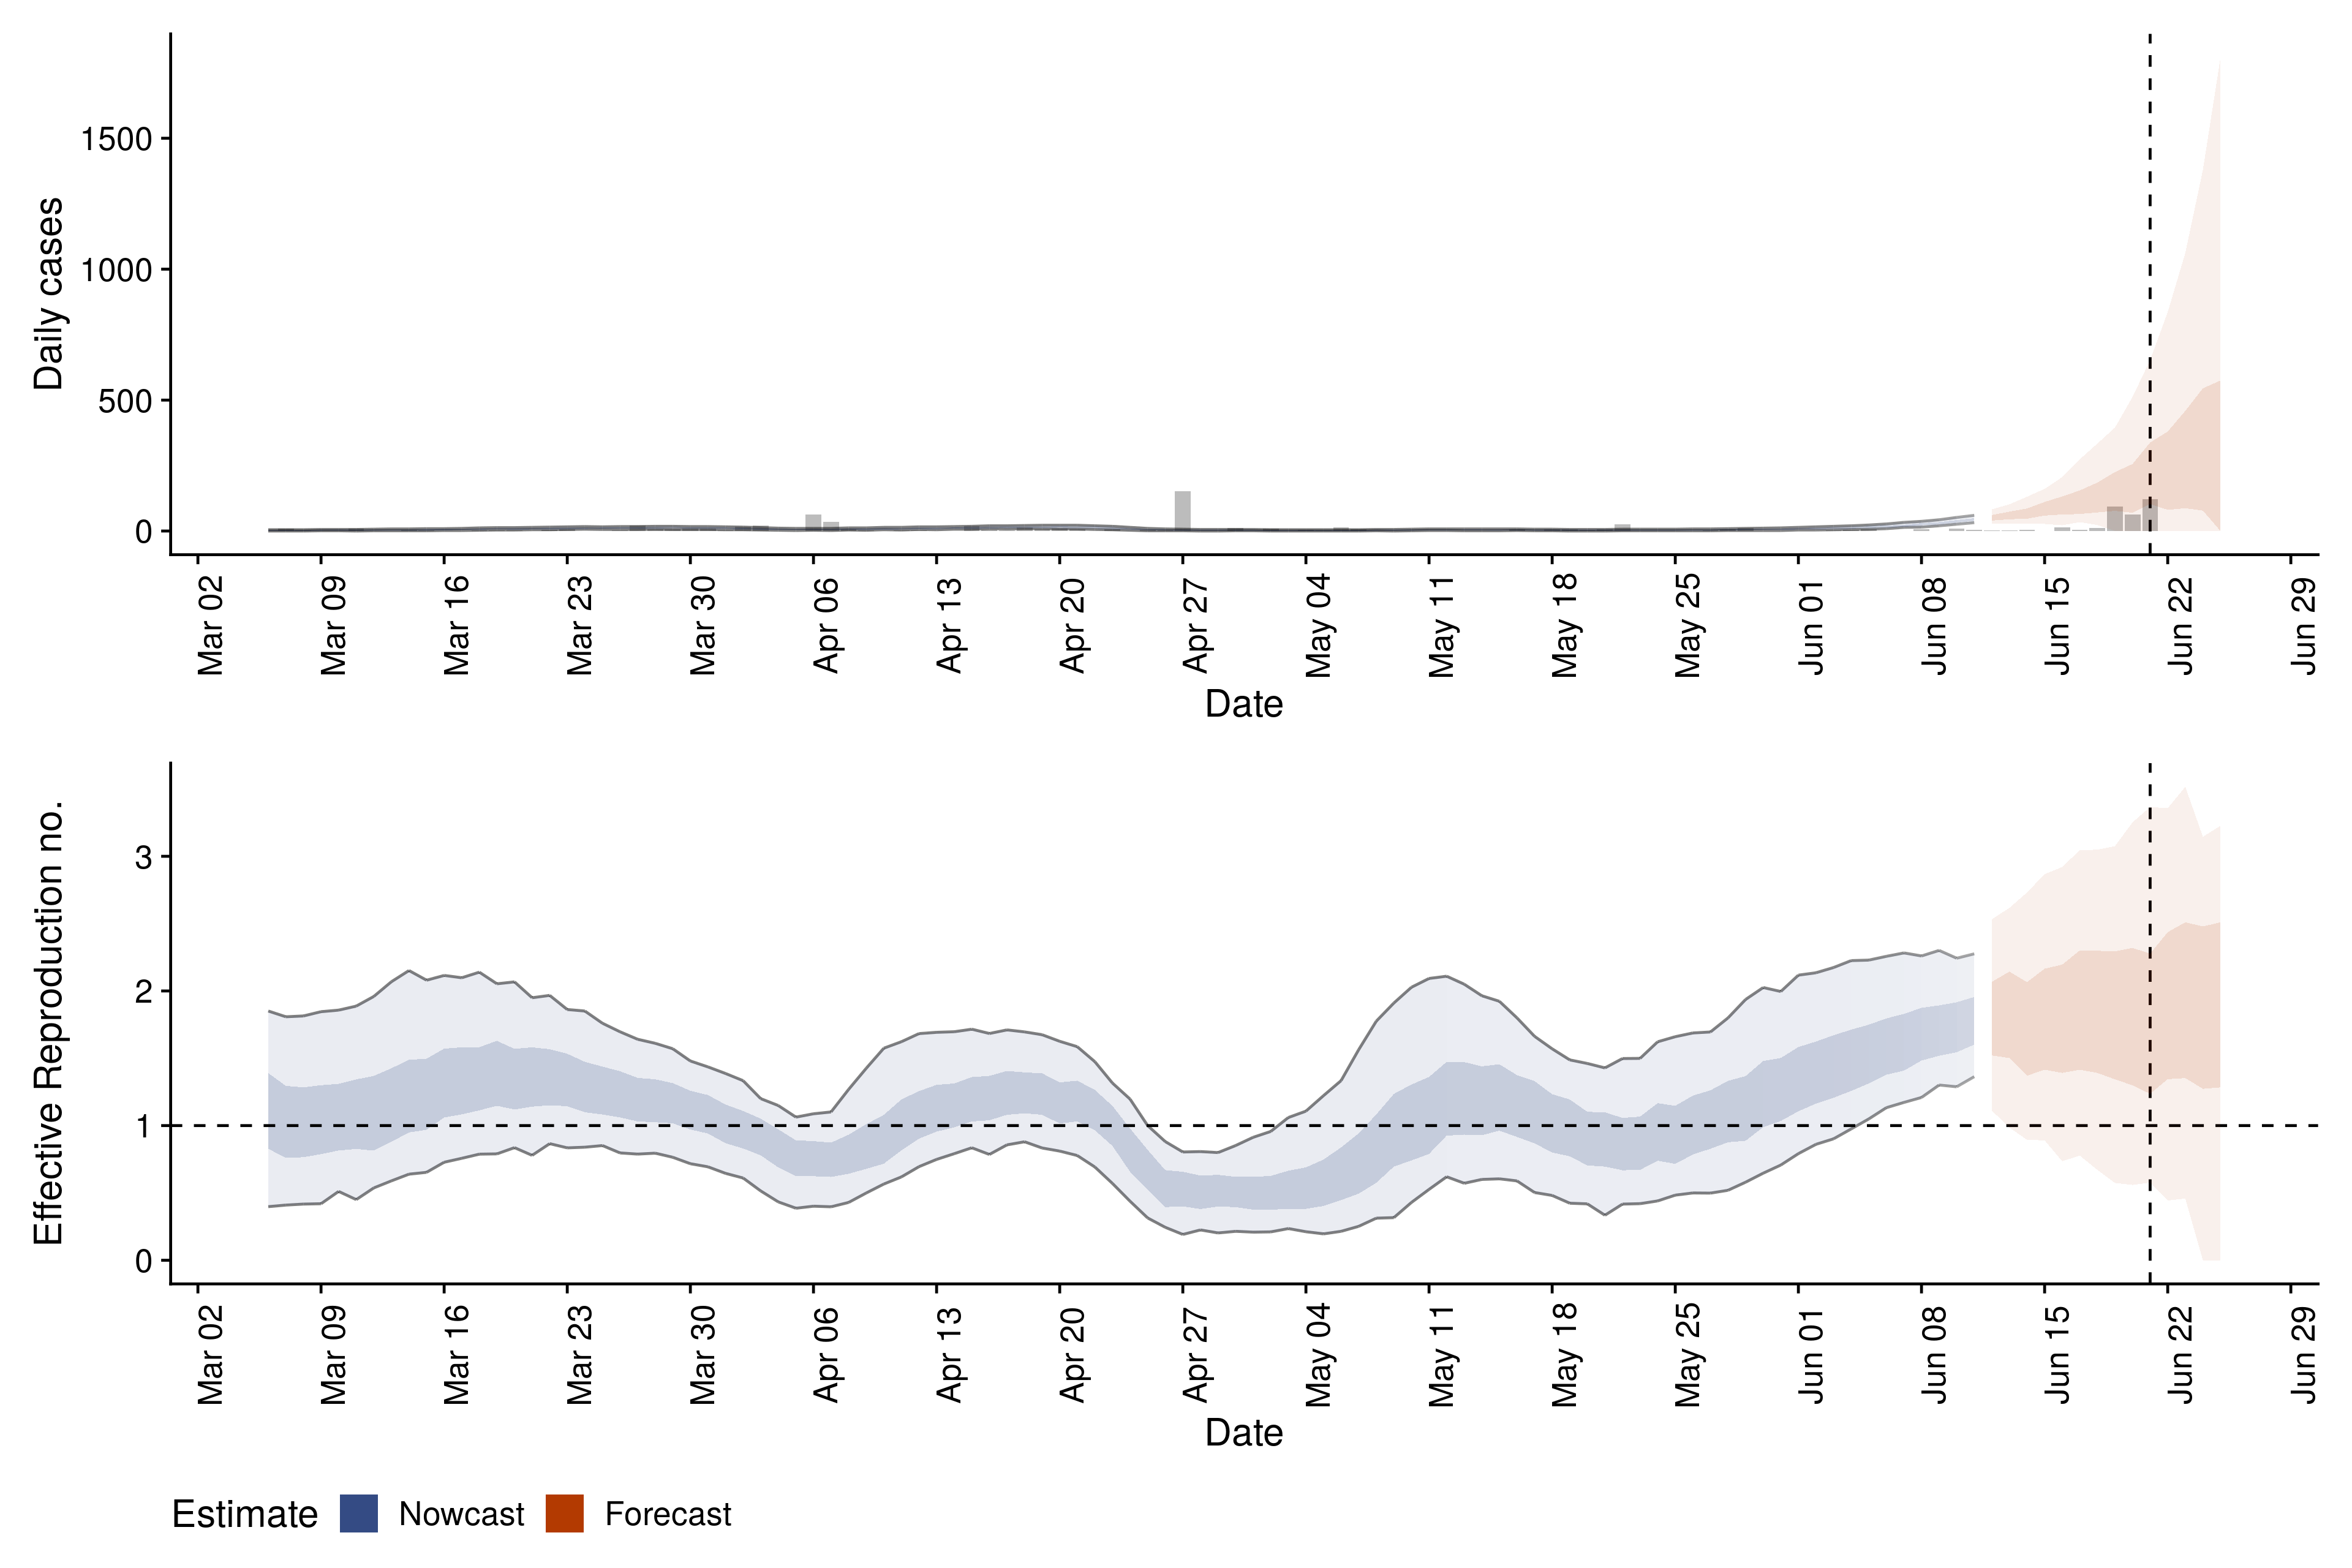 1500
1000
500
0
Daily cases
Mar 02
Mar 09
Mar 16
Mar 23
Mar 30
Apr 06
Apr 13
Apr 20
Apr 27
May 04
May 11
May 18
May 25
Jun 01
Jun 08
Jun 15
Jun 22
Jun 29
Date
3
2
1
0
Effective Reproduction no.
Mar 02
Mar 09
Mar 16
Mar 23
Mar 30
Apr 06
Apr 13
Apr 20
Apr 27
May 04
May 11
May 18
May 25
Jun 01
Jun 08
Jun 15
Jun 22
Jun 29
Date
Estimate Nowcast Forecast